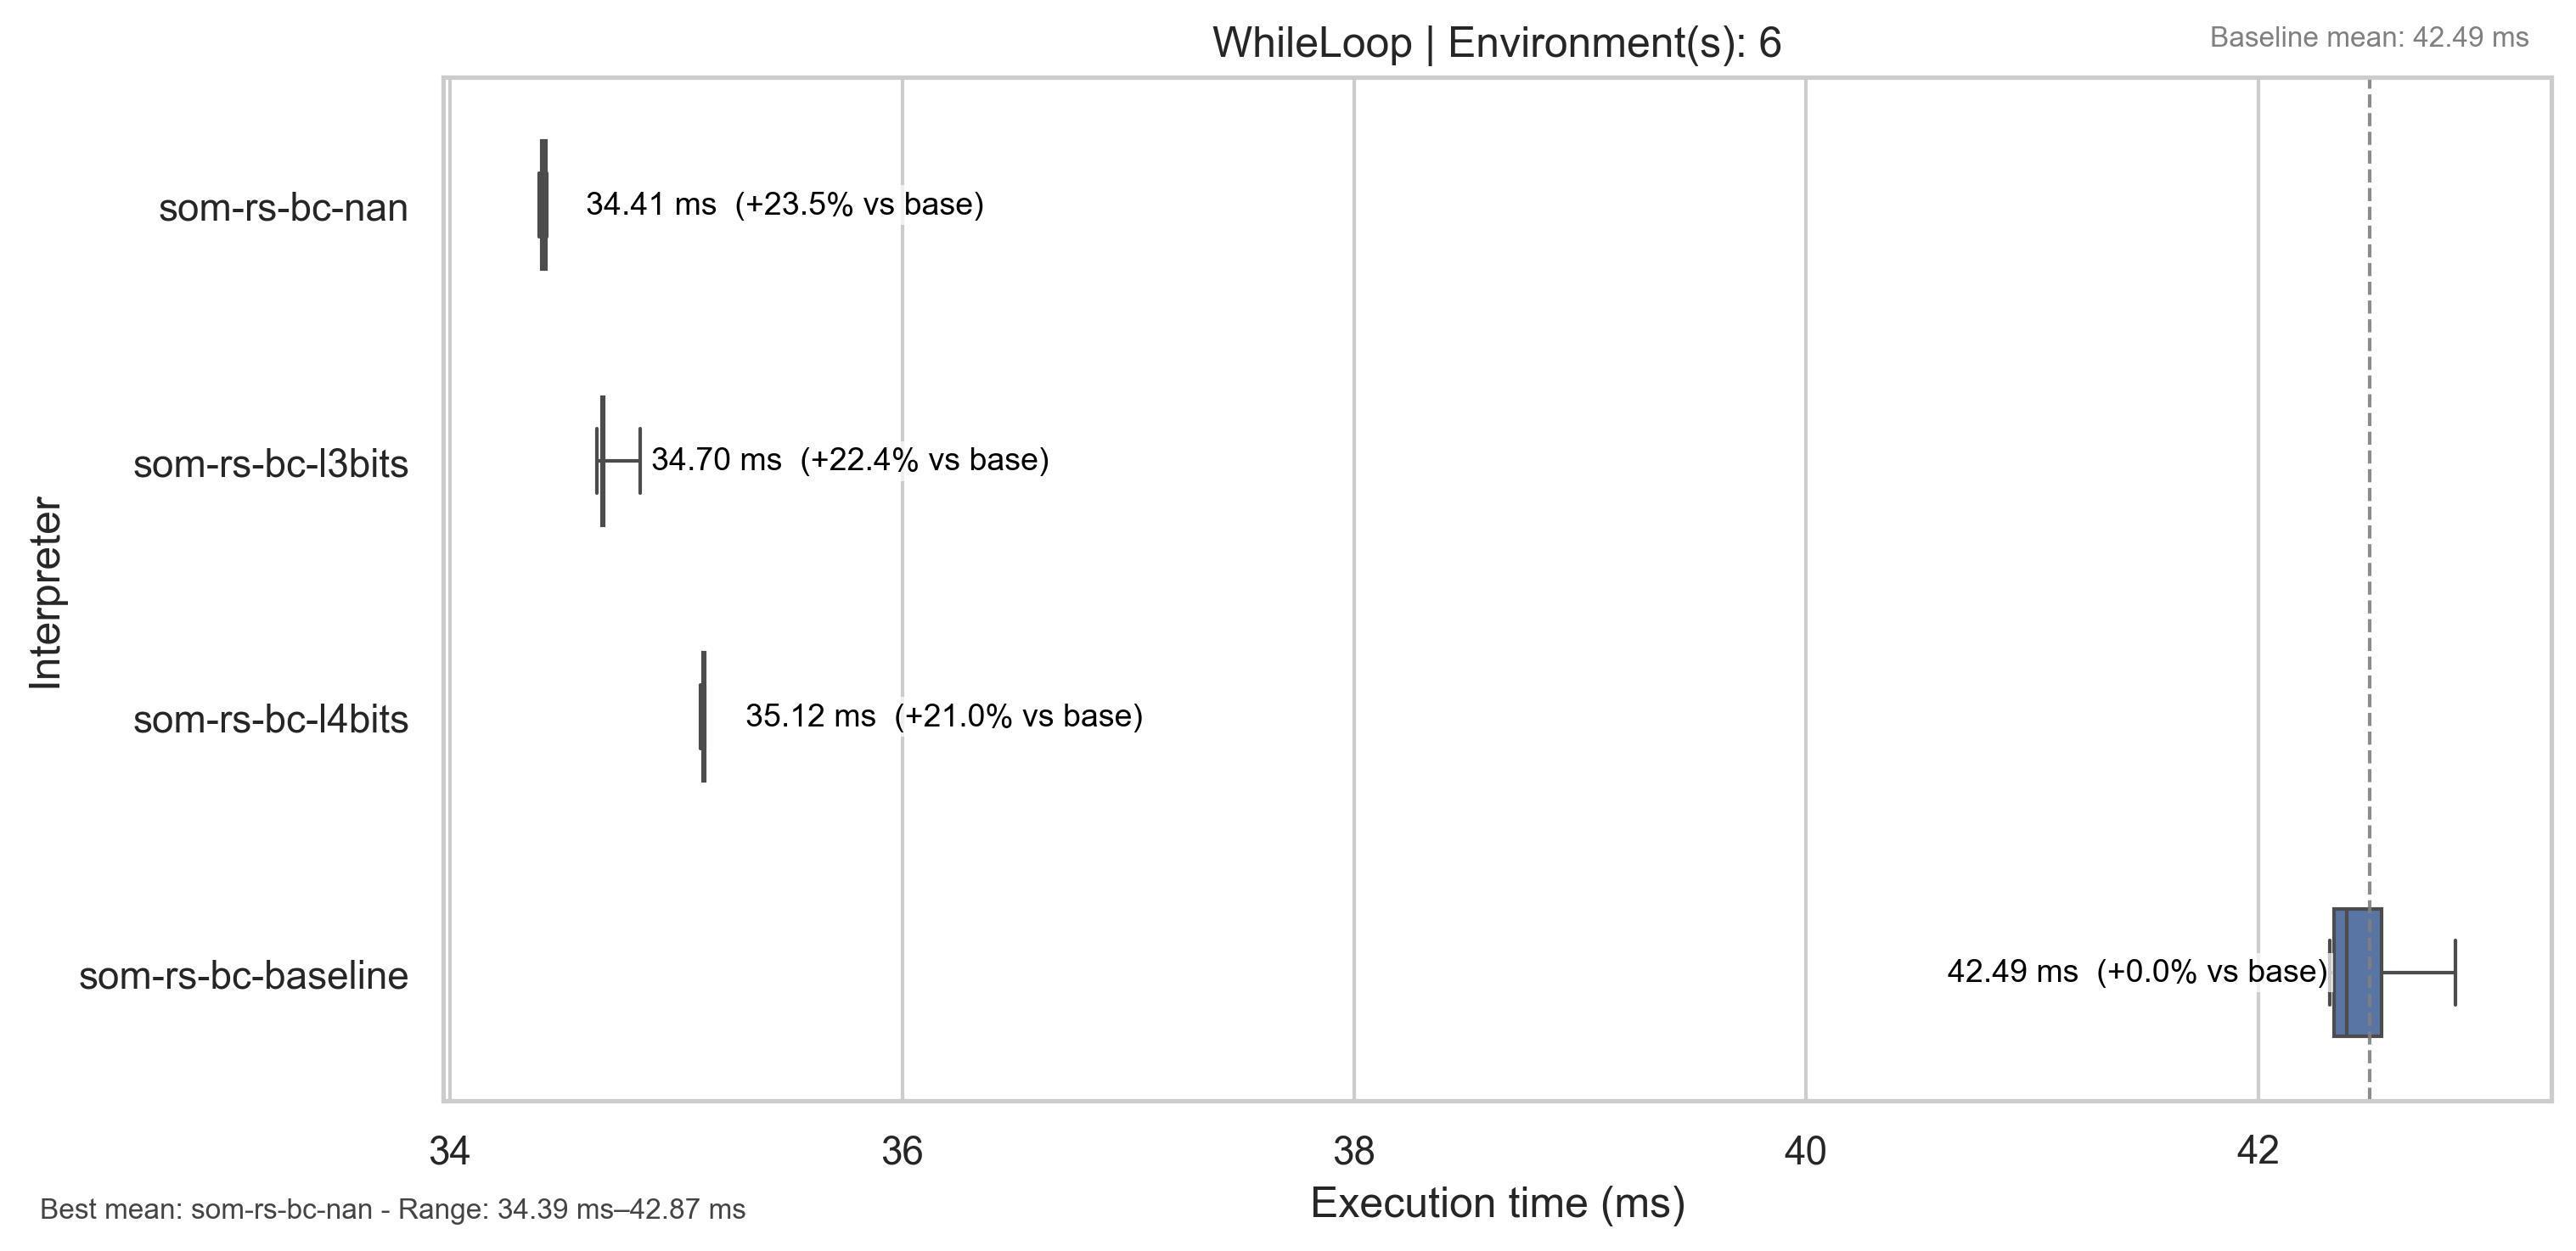 WhileLoop | Environment(s): 6
Baseline mean: 42.49 ms
Interpreter
som-rs-bc-nan
34.41 ms (+23.5% vs base)
som-rs-bc-l3bits
34.70 ms (+22.4% vs base)
som-rs-bc-l4bits
35.12 ms (+21.0% vs base)
som-rs-bc-baseline
42.49 ms (+0.0% vs base)
34 36 38 40 42
Execution time (ms)
Best mean: som-rs-bc-nan - Range: 34.39 ms–42.87 ms